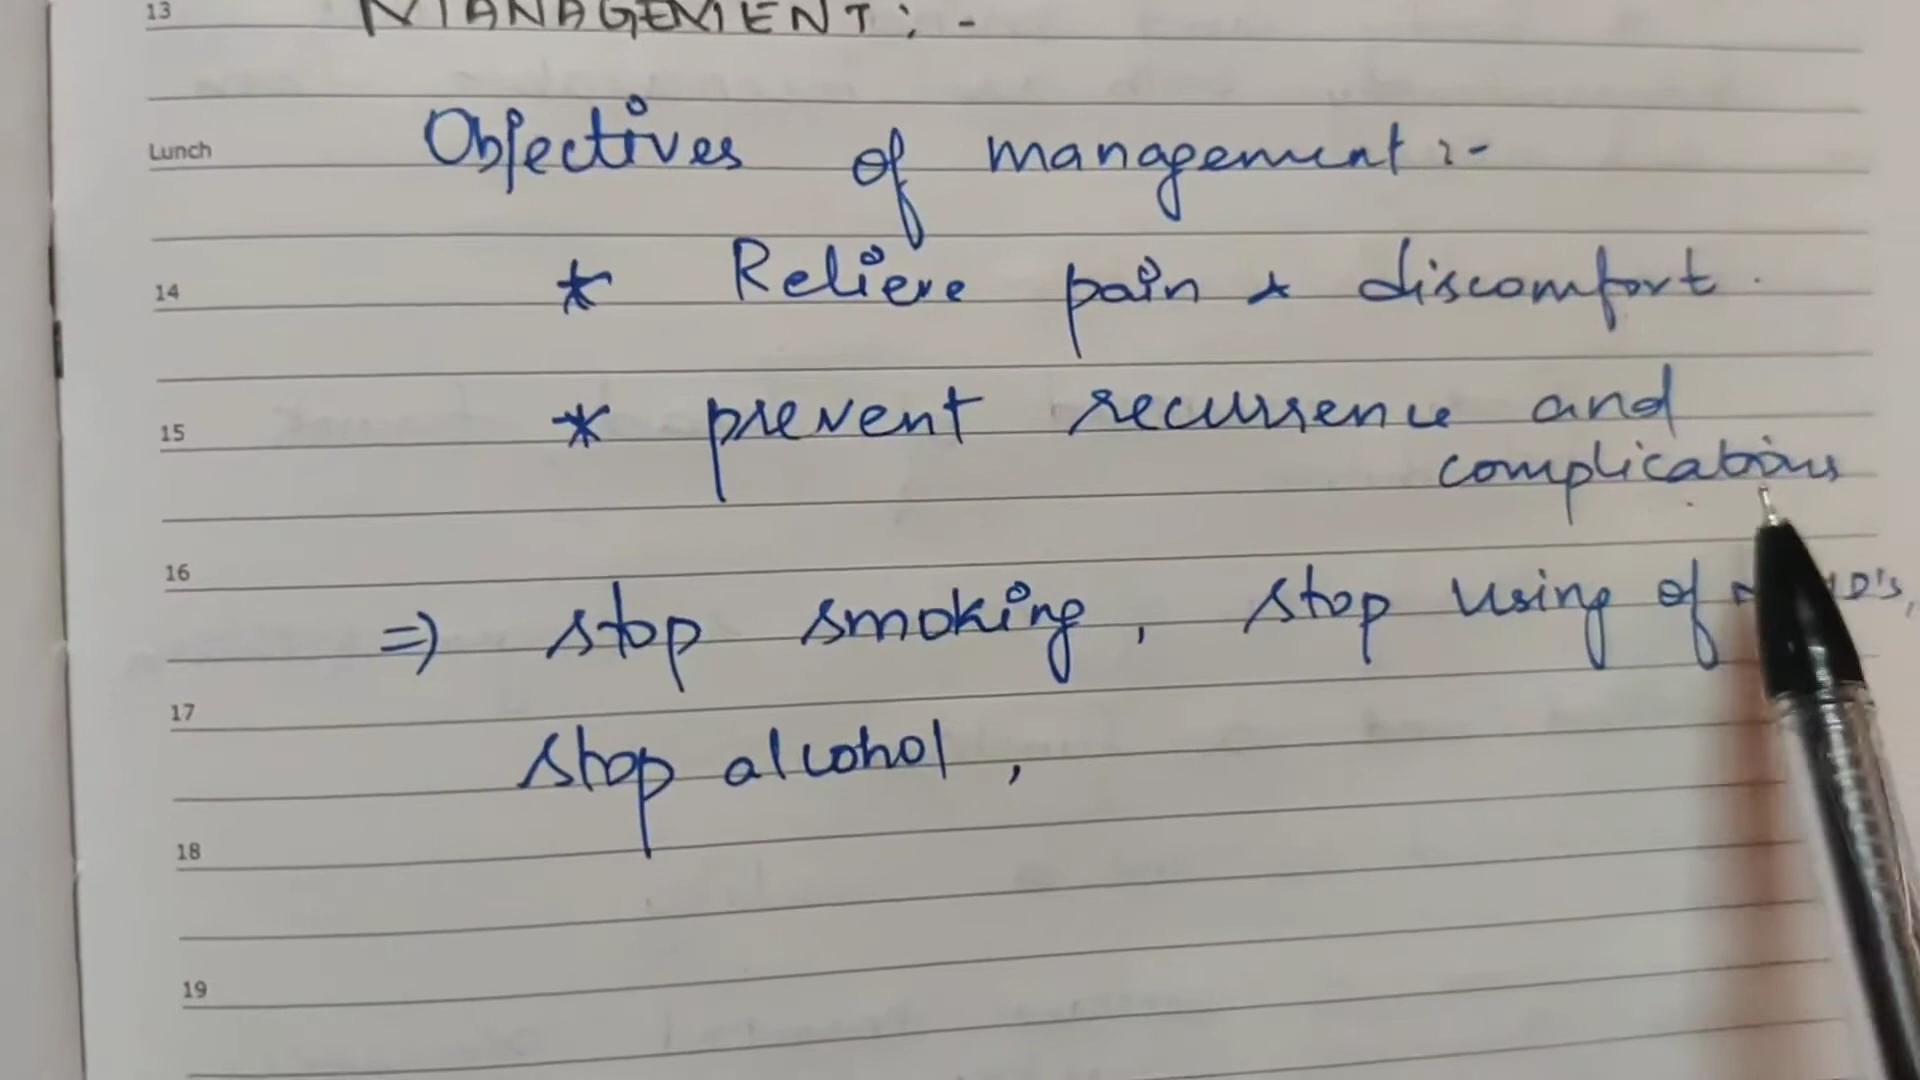 13 MANAGEMENT:-
Lunch Objectives of management:-
14 * Relieve pain & discomfort.
15 * prevent recurrence and
complications
16 => stop smoking, stop using of
17 stop alcohol,
18
19